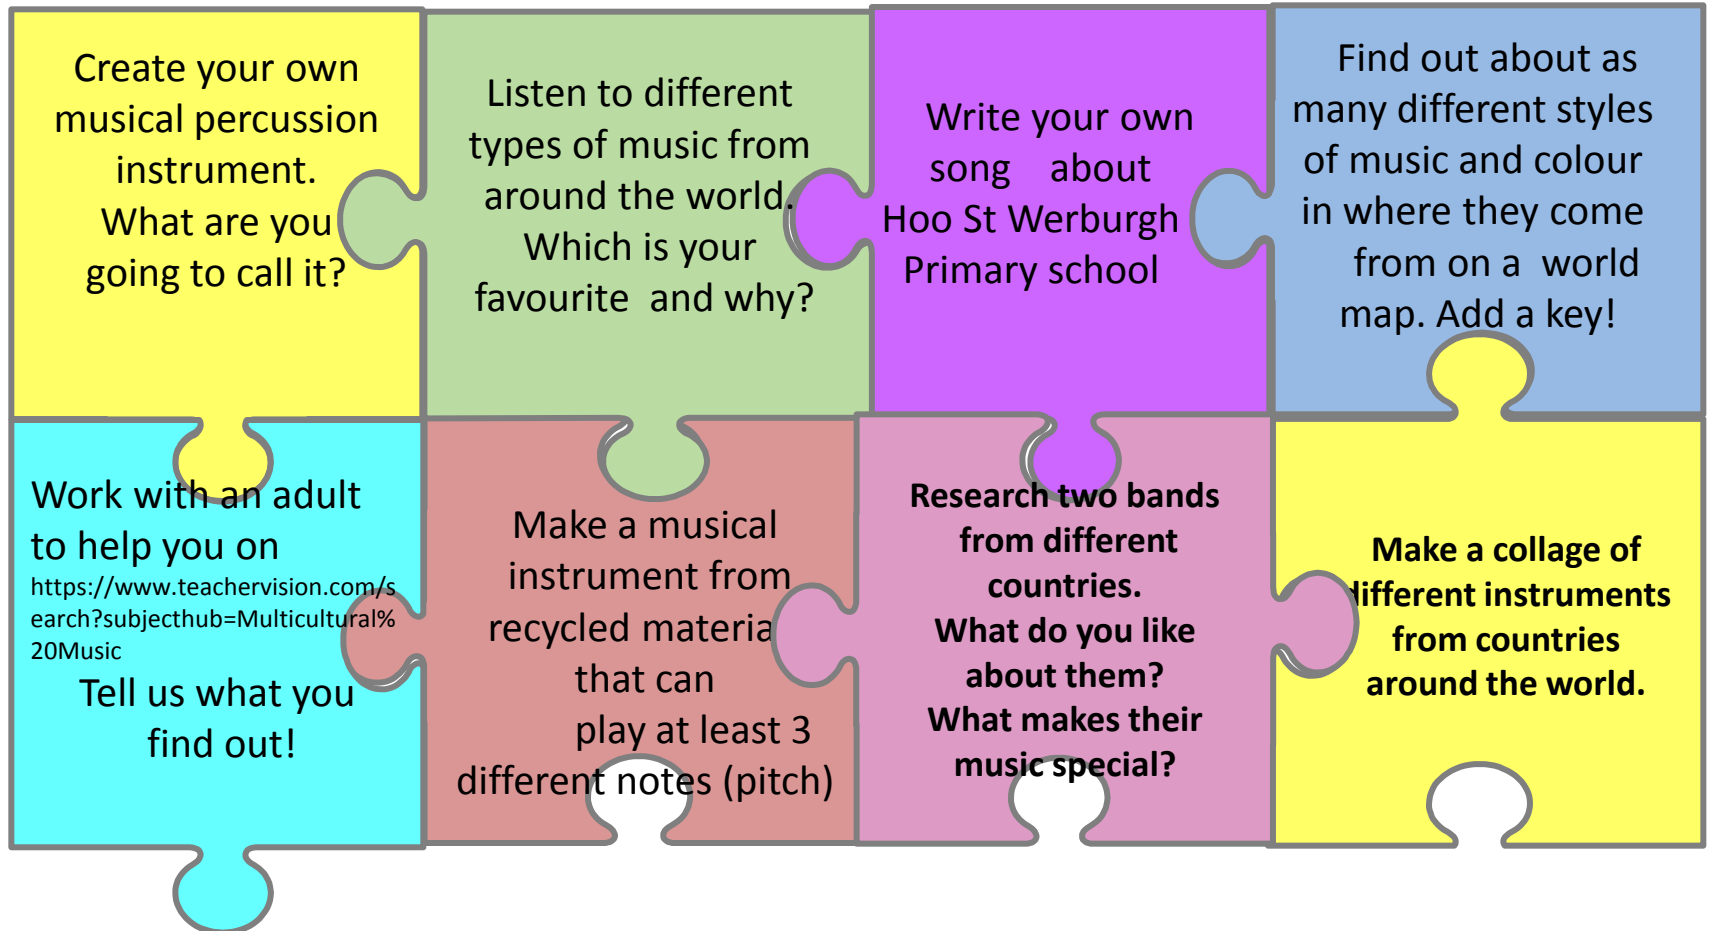 Create your own
musical percussion
instrument.
What are you
going to call it?
Listen to different
types of music from
around the world.
Which is your
favourite and why?
Write your own
song about
Hoo St Werburgh
Primary school
Find out about as
many different styles
of music and colour
in where they come
from on a world
map. Add a key!
Work with an adult
to help you on
https://www.teachervision.com/s
earch?subjecthub=Multicultural%
20Music
Tell us what you
find out!
Make a musical
instrument from
recycled materia
that can
play at least 3
different notes (pitch)
Research two bands
from different
countries.
What do you like
about them?
What makes their
music special?
Make a collage of
different instruments
from countries
around the world.